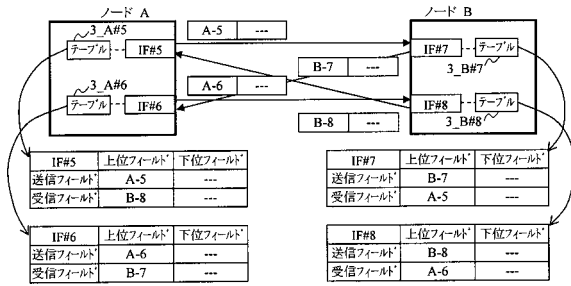 ノード A
ノード B
3_A#5
テーブル
IF#5
A-5 ---
IF#7
テーブル
3_B#7
B-7 ---
3_A#6
テーブル
IF#6
A-6 ---
IF#8
テーブル
3_B#8
B-8 ---
IF#5 上位フィールド 下位フィールド
送信フィールド A-5 ---
受信フィールド B-8 ---
IF#7 上位フィールド 下位フィールド
送信フィールド B-7 ---
受信フィールド A-5 ---
IF#6 上位フィールド 下位フィールド
送信フィールド A-6 ---
受信フィールド B-7 ---
IF#8 上位フィールド 下位フィールド
送信フィールド B-8 ---
受信フィールド A-6 ---